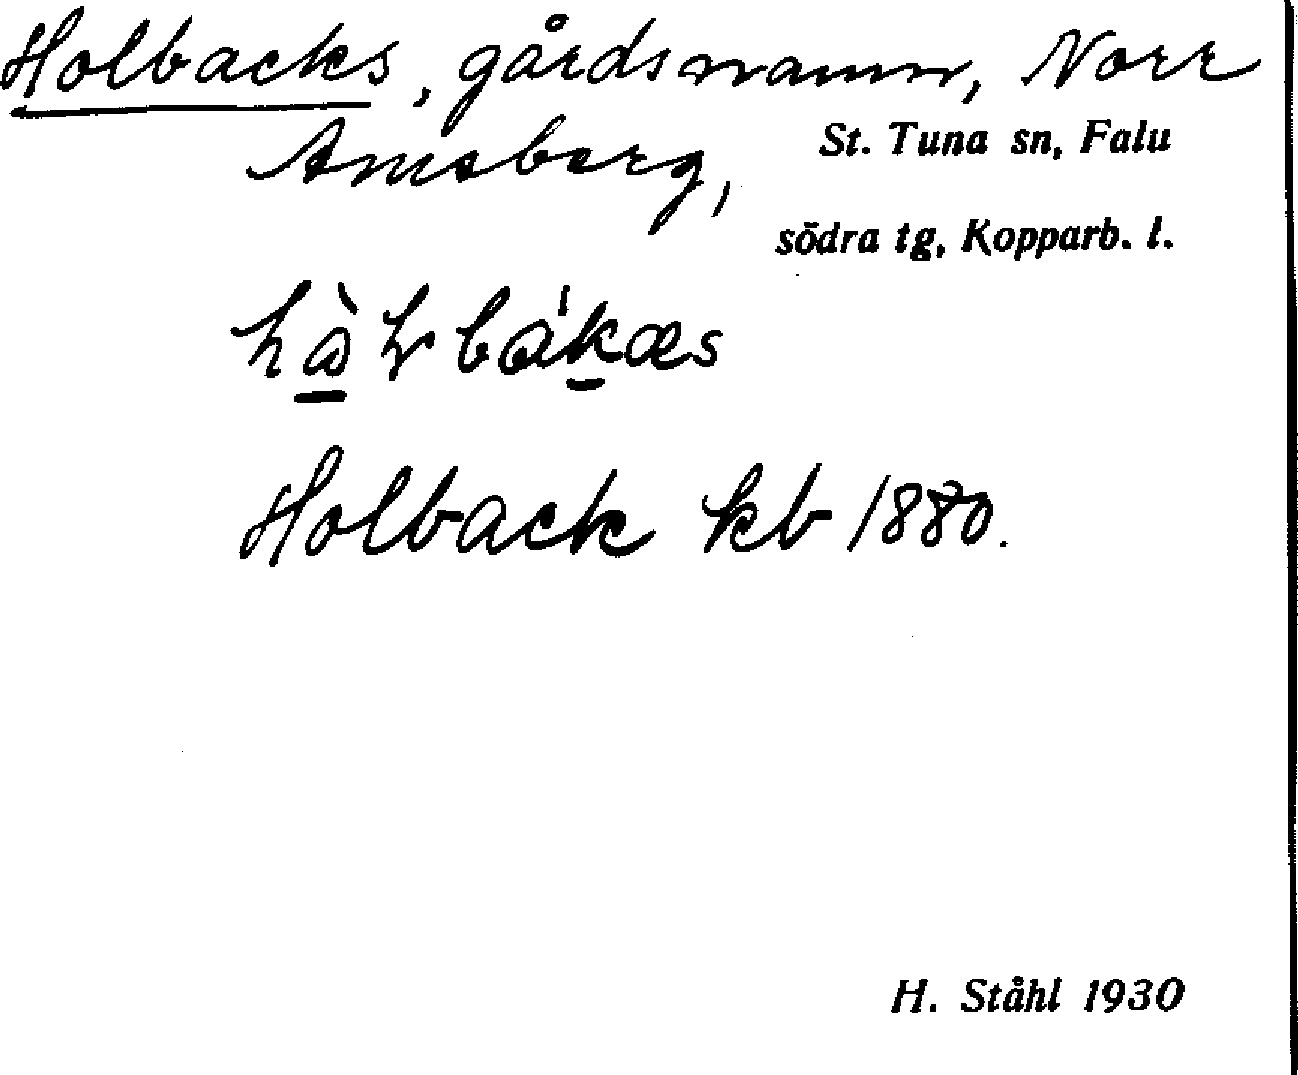 Holbacks, gårdsnamn, Norr
Amsberg,
St. Tuna sn, Falu
södra tg, Kopparb. l.
Holback kb 1880.
H. Ståhl 1930